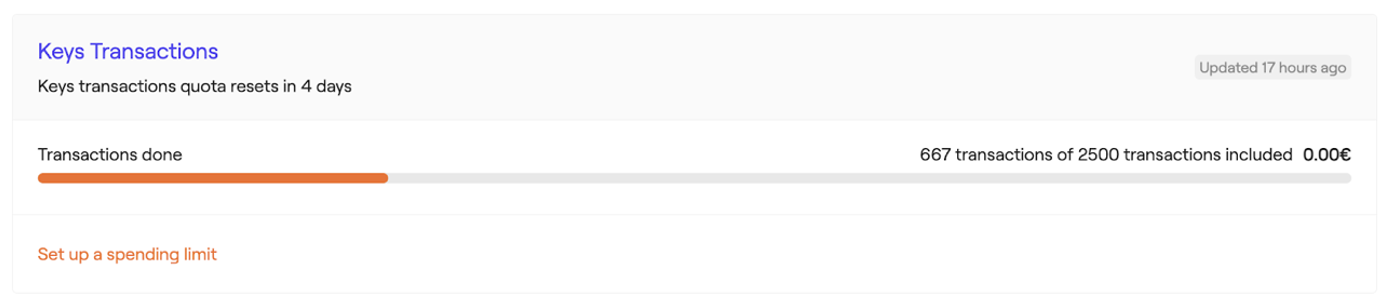 Keys Transactions
Keys transactions quota resets in 4 days
Updated 17 hours ago
Transactions done
667 transactions of 2500 transactions included 0.00€
Set up a spending limit